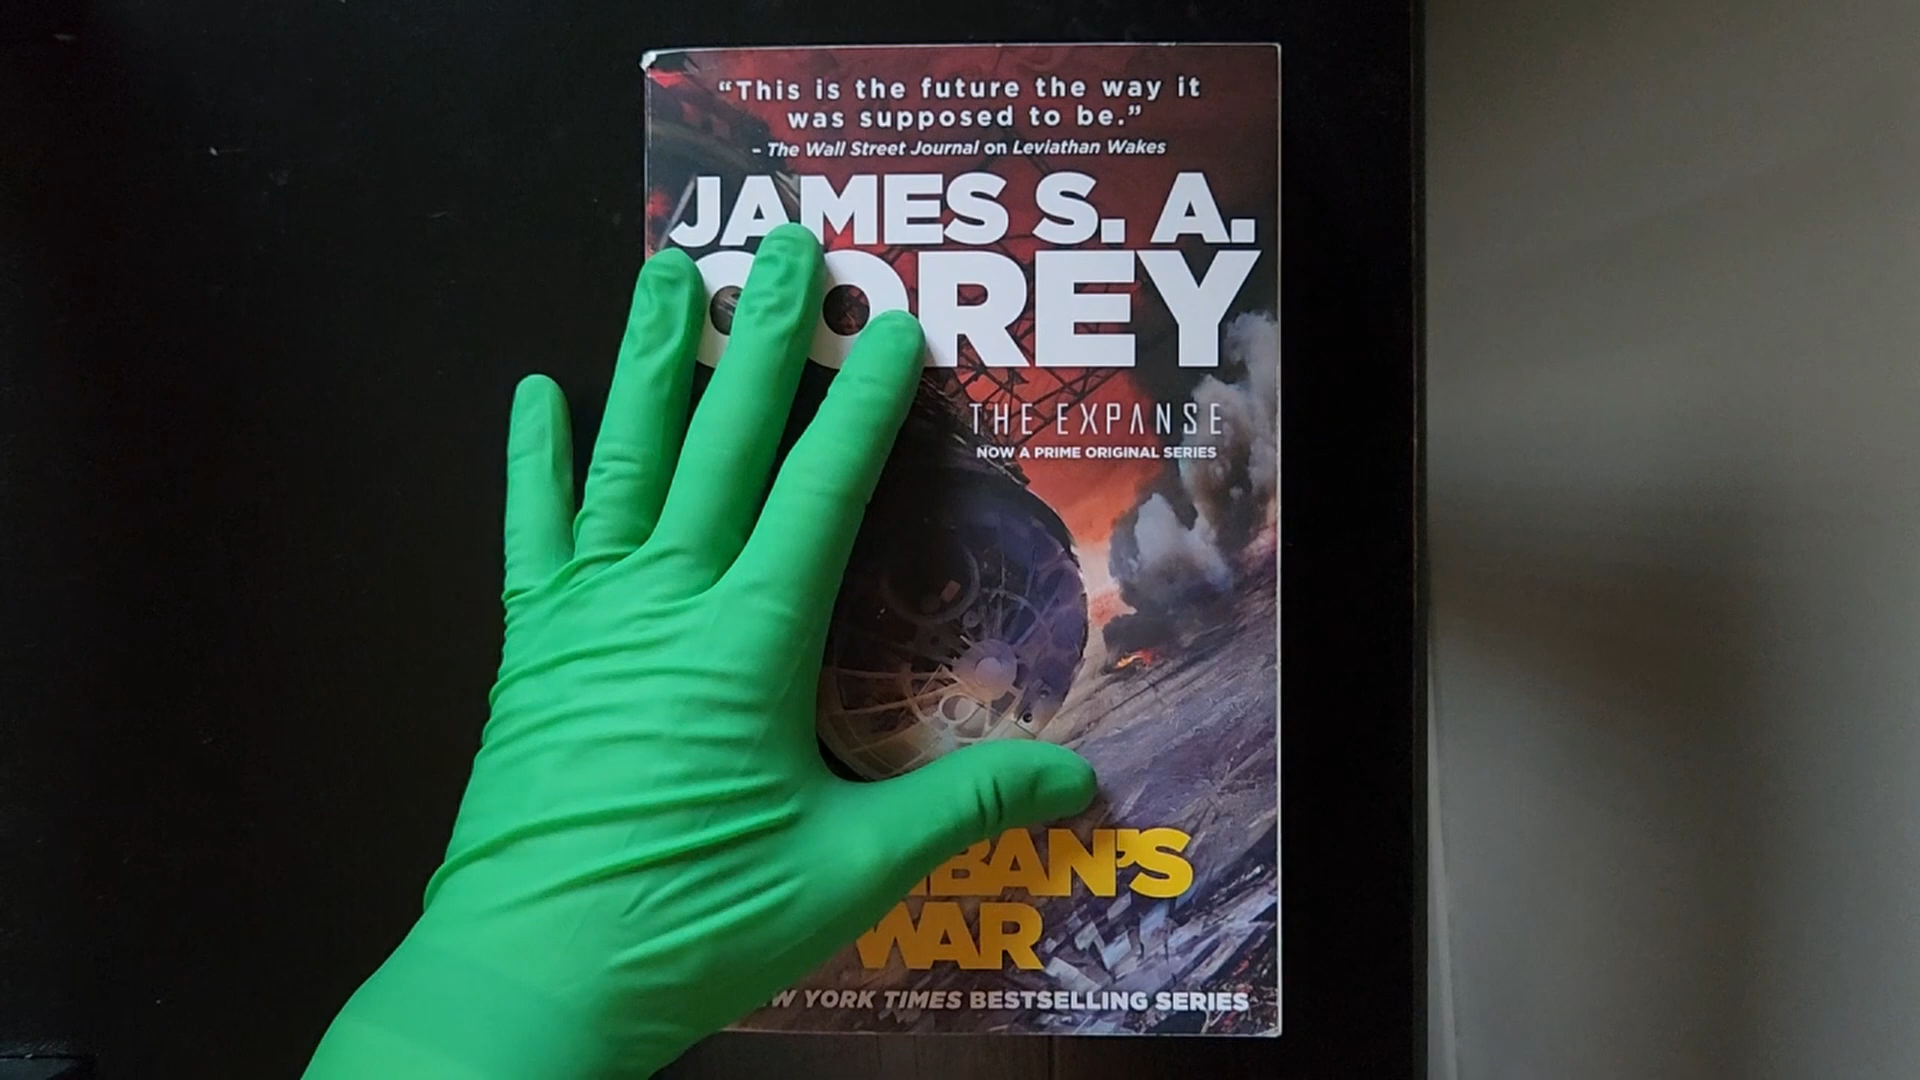 “This is the future the way it
was supposed to be.”
– The Wall Street Journal on Leviathan Wakes
JAMES S. A.
COREY
THE EXPANSE
NOW A PRIME ORIGINAL SERIES
BAN’S
WAR
YORK TIMES BESTSELLING SERIES